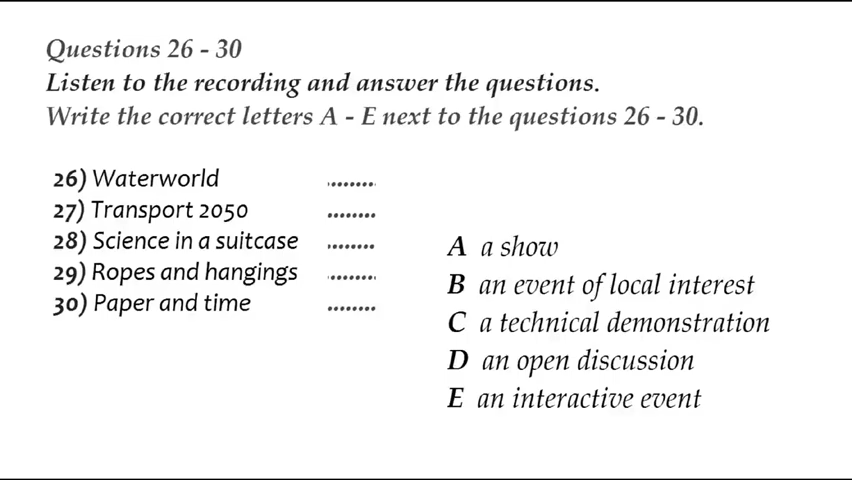 Questions 26 - 30
Listen to the recording and answer the questions.
Write the correct letters A - E next to the questions 26 - 30.
26) Waterworld ........
27) Transport 2050 ........
28) Science in a suitcase ........
29) Ropes and hangings ........
30) Paper and time ........
A a show
B an event of local interest
C a technical demonstration
D an open discussion
E an interactive event